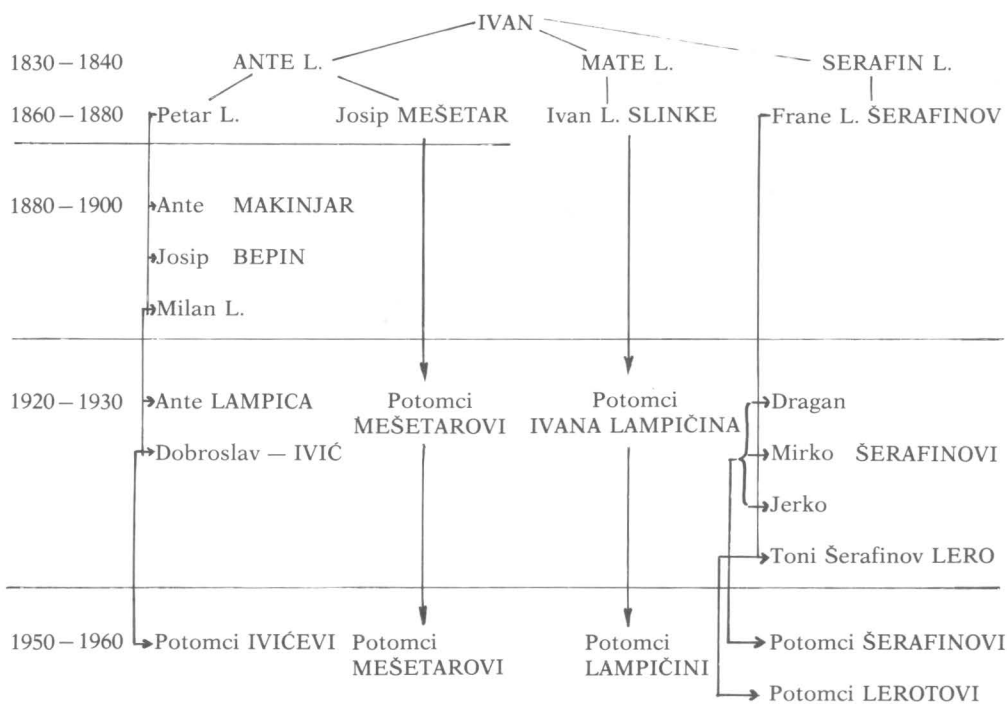 IVAN
1830 – 1840 ANTE L. MATE L. SERAFIN L.
1860 – 1880 Petar L. Josip MEŠETAR Ivan L. SLINKE Frane L. ŠERAFINOV
1880 – 1900 Ante MAKINJAR
Josip BEPIN
Milan L.
1920 – 1930 Ante LAMPICA Potomci Potomci Dragan
MEŠETAROVI IVANA LAMPIČINA
Dobroslav — IVIĆ Mirko ŠERAFINOVI
Jerko
Toni Šerafinov LERO
1950 – 1960 Potomci IVIĆEVI Potomci Potomci Potomci ŠERAFINOVI
MEŠETAROVI LAMPIČINI
Potomci LEROTOVI